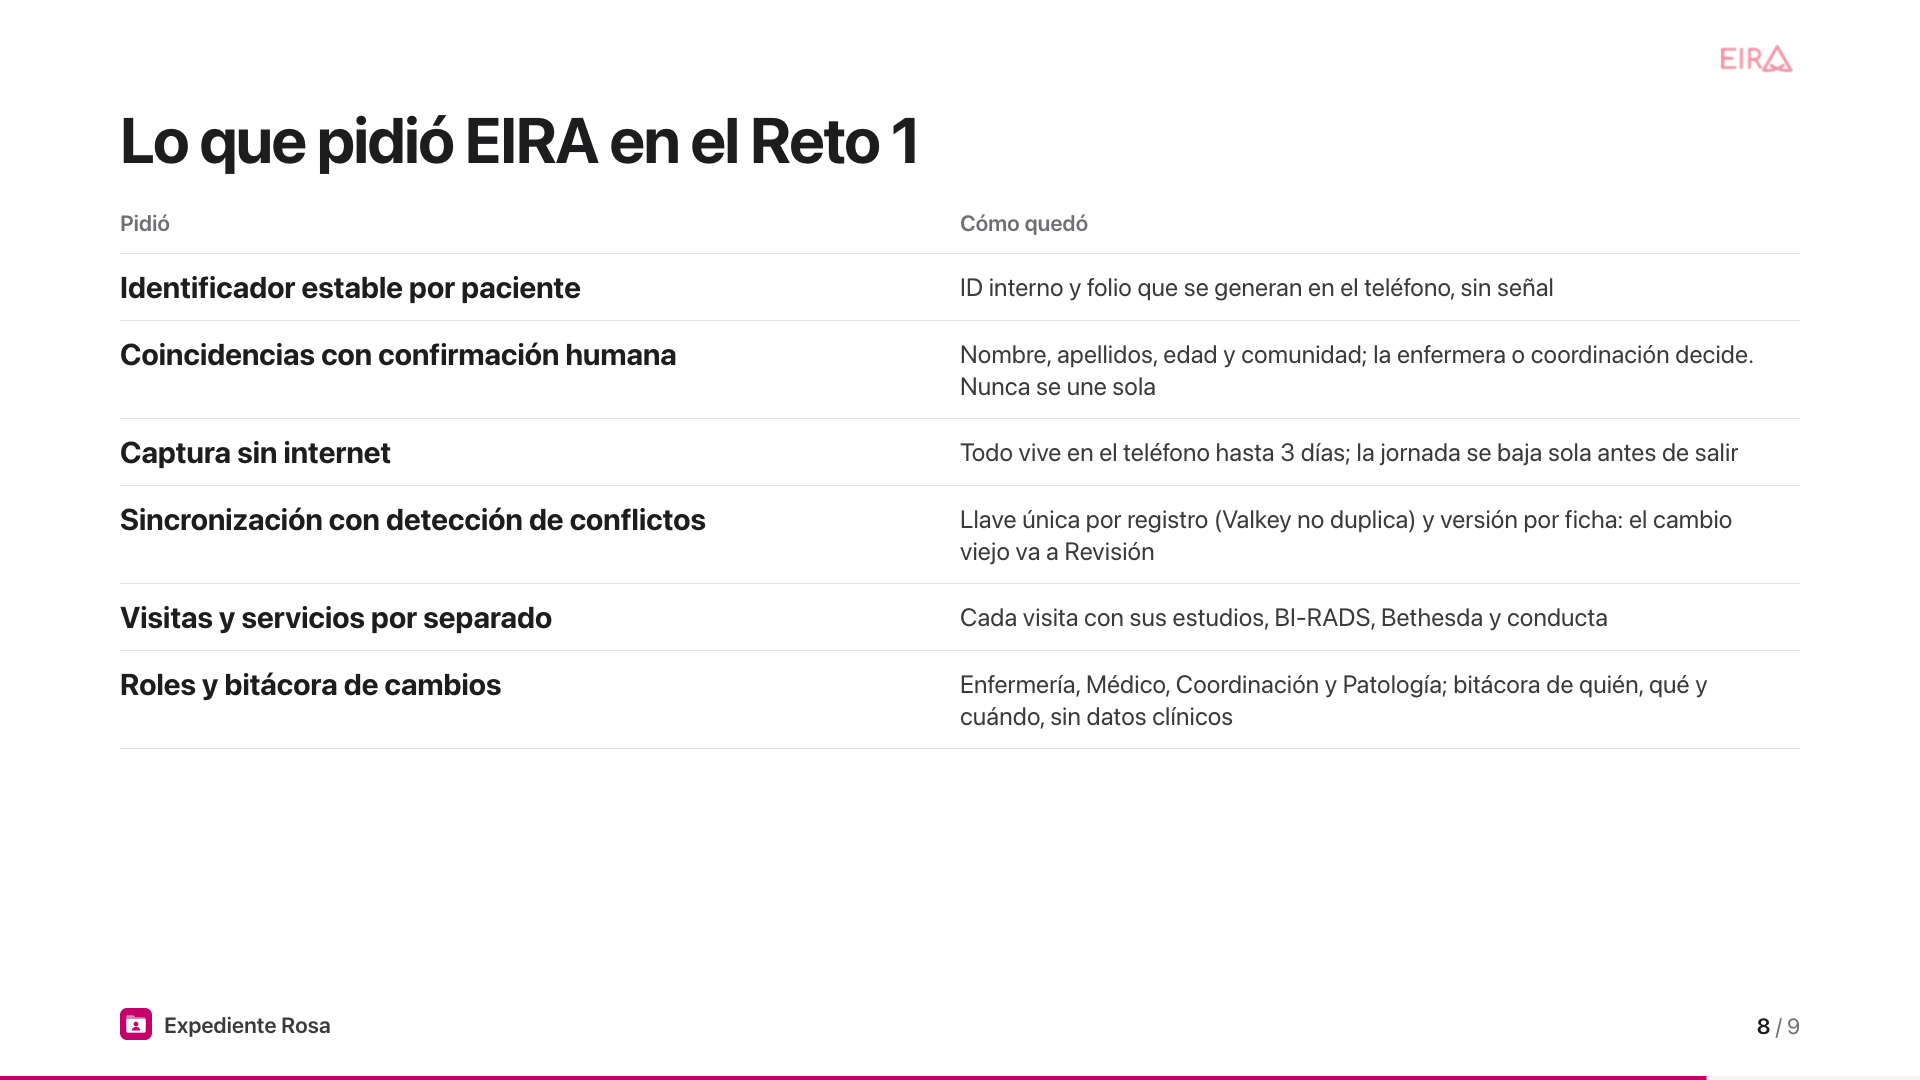 EIRA
Lo que pidió EIRA en el Reto 1
Pidió
Cómo quedó
Identificador estable por paciente
ID interno y folio que se generan en el teléfono, sin señal
Coincidencias con confirmación humana
Nombre, apellidos, edad y comunidad; la enfermera o coordinación decide.
Nunca se une sola
Captura sin internet
Todo vive en el teléfono hasta 3 días; la jornada se baja sola antes de salir
Sincronización con detección de conflictos
Llave única por registro (Valkey no duplica) y versión por ficha: el cambio
viejo va a Revisión
Visitas y servicios por separado
Cada visita con sus estudios, BI-RADS, Bethesda y conducta
Roles y bitácora de cambios
Enfermería, Médico, Coordinación y Patología; bitácora de quién, qué y
cuándo, sin datos clínicos
Expediente Rosa
8 / 9